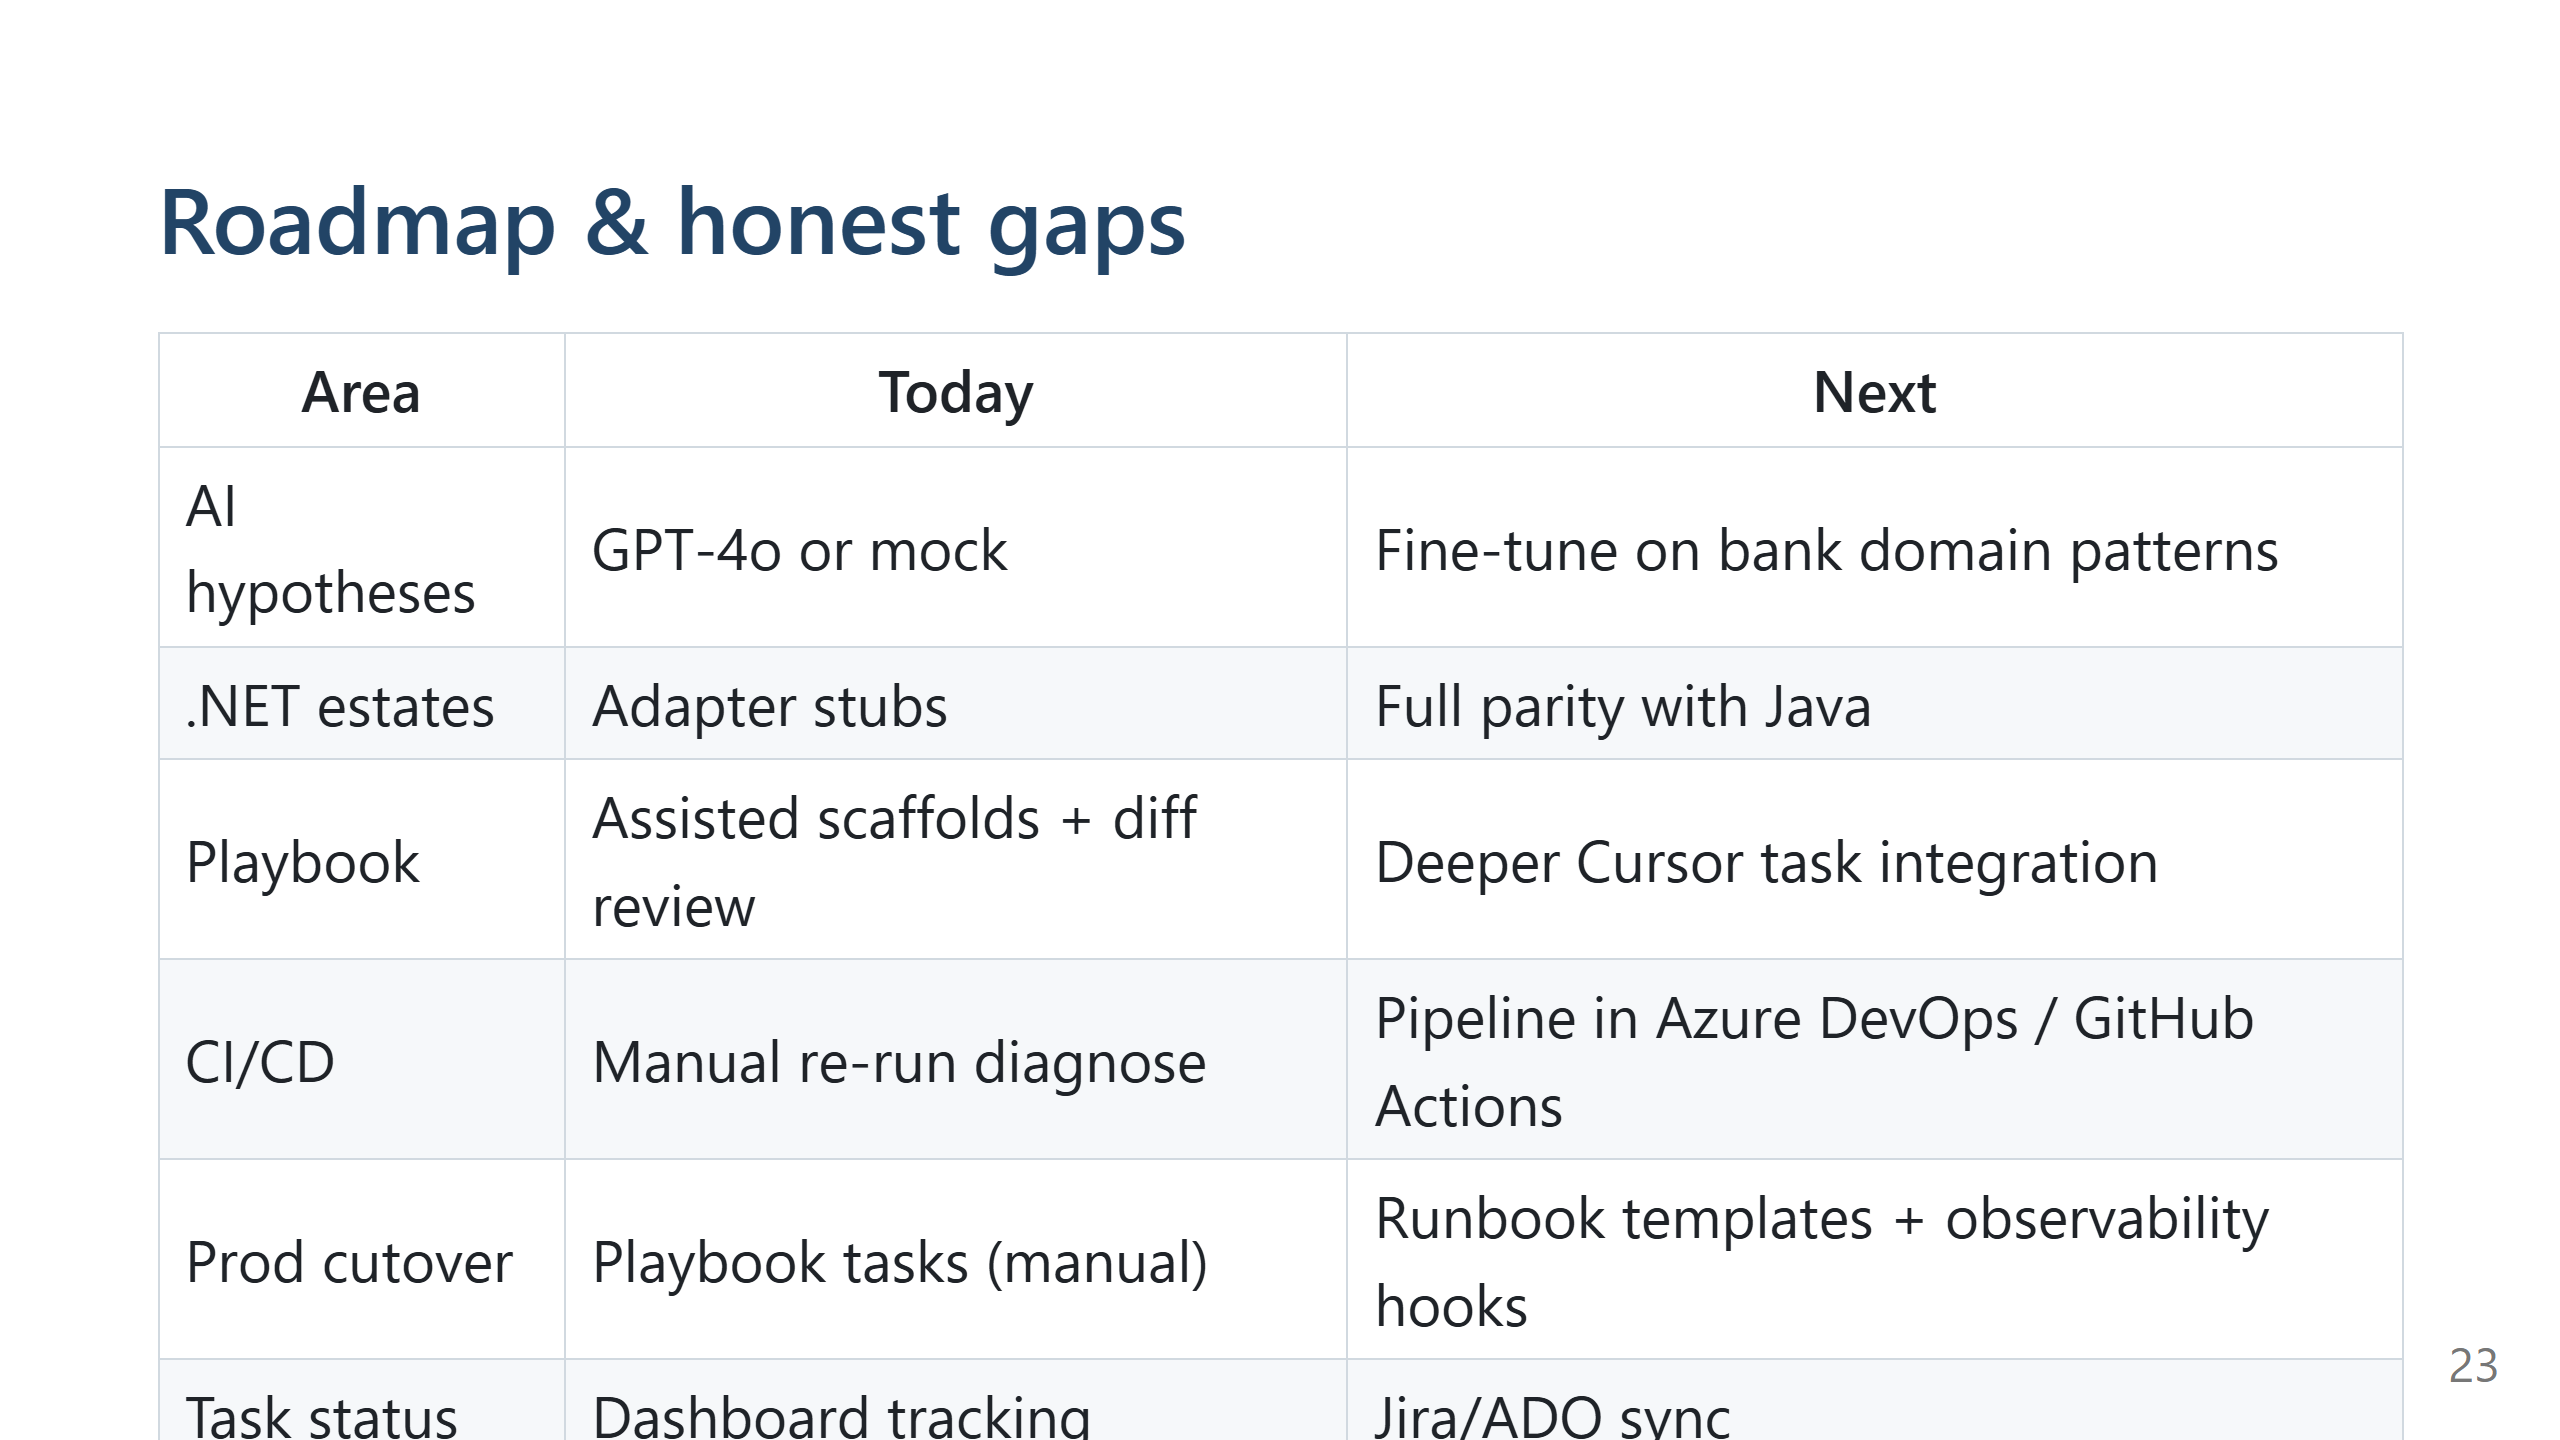 Roadmap & honest gaps
Area Today Next
AI
hypotheses
GPT-4o or mock
Fine-tune on bank domain patterns
.NET estates Adapter stubs Full parity with Java
Playbook
Assisted scaffolds + diff
review
Deeper Cursor task integration
CI/CD
Manual re-run diagnose
Pipeline in Azure DevOps / GitHub
Actions
Prod cutover
Playbook tasks (manual)
Runbook templates + observability
hooks
Task status Dashboard tracking Jira/ADO sync
23